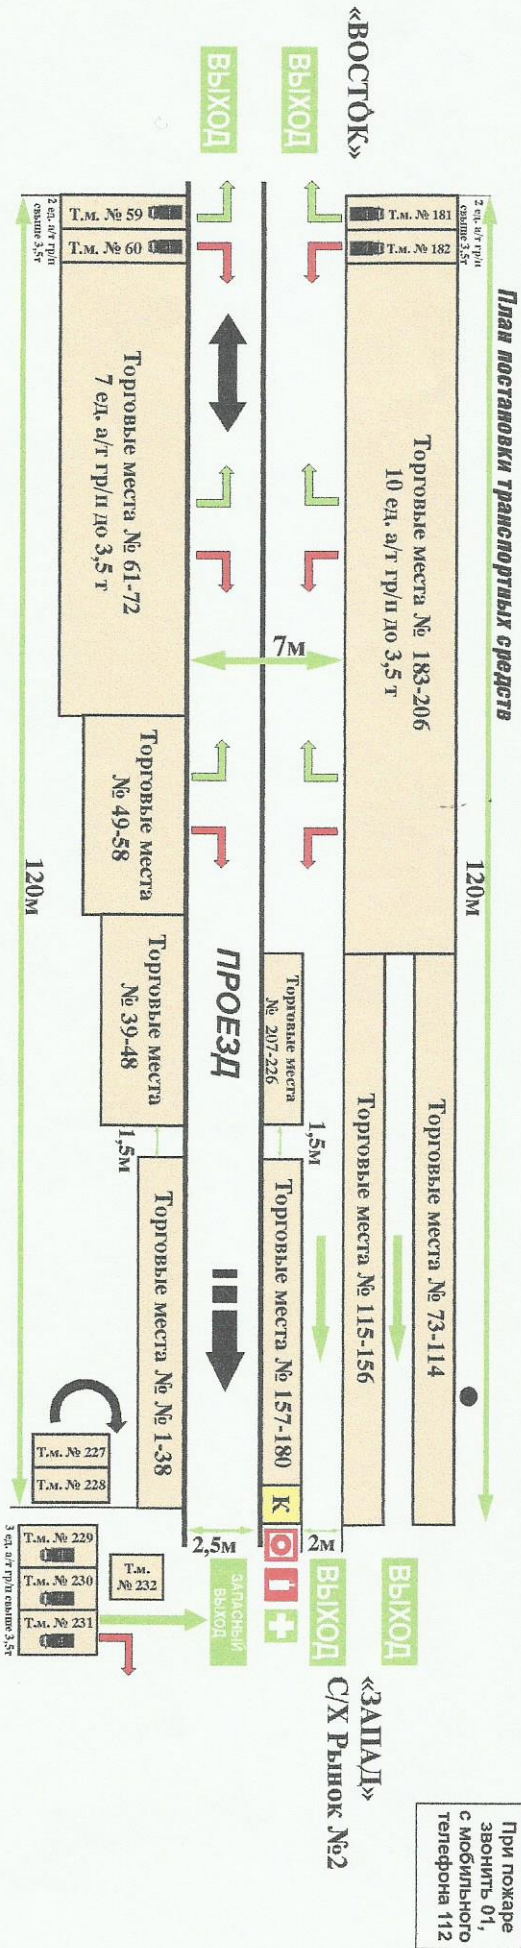 План постановки транспортных средств
При пожаре
звонить 01,
с мобильного
телефона 112
120м
«ВОСТОК»
2 ед. а/т гр/п
свыше 3,5т
Т.м. № 181
Т.м. № 182
Торговые места № 183-206
10 ед. а/т гр/п до 3,5 т
Торговые места № 73-114
Торговые места № 115-156
ВЫХОД
ВЫХОД
«ЗАПАД»
С/Х Рынок №2
ВЫХОД
7м
Торговые места
№ 207-226
1,5м
Торговые места № 157-180
К
2м
ВЫХОД
ВЫХОД
ПРОЕЗД
2,5м
ЗАПАСНЫЙ
ВЫХОД
Т.м. № 59
Т.м. № 60
2 ед. а/т гр/п
свыше 3,5т
Торговые места № 61-72
7 ед. а/т гр/п до 3,5 т
Торговые места
№ 49-58
Торговые места
№ 39-48
1,5м
Торговые места № № 1-38
Т.м. № 227
Т.м. № 228
Т.м.
№ 232
Т.м. № 229
Т.м. № 230
Т.м. № 231
3 ед. а/т гр/п свыше 3,5т
120м